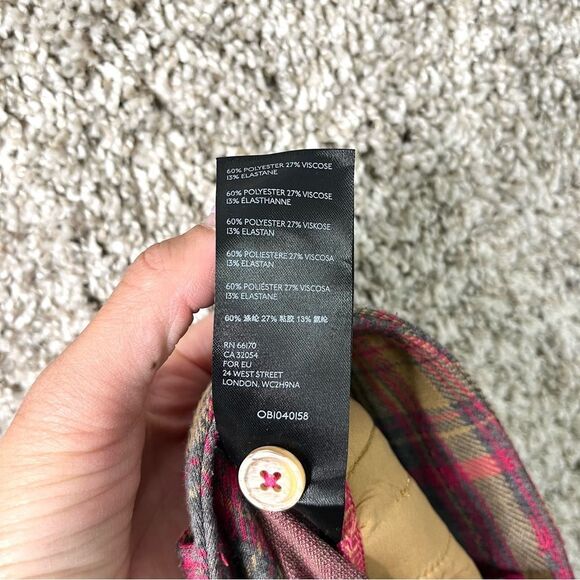 60% POLYESTER 27% VISCOSE
13% ELASTANE
60% POLYESTER 27% VISCOSE
13% ÉLASTHANNE
60% POLYESTER 27% VISKOSE
13% ELASTAN
60% POLIESTERE 27% VISCOSA
13% ELASTAN
60% POLIÉSTER 27% VISCOSA
13% ELASTANE
60% 涤纶 27% 粘胶 13% 氨纶
RN 66170
CA 32054
FOR EU
24 WEST STREET
LONDON, WC2H9NA
OB1040158